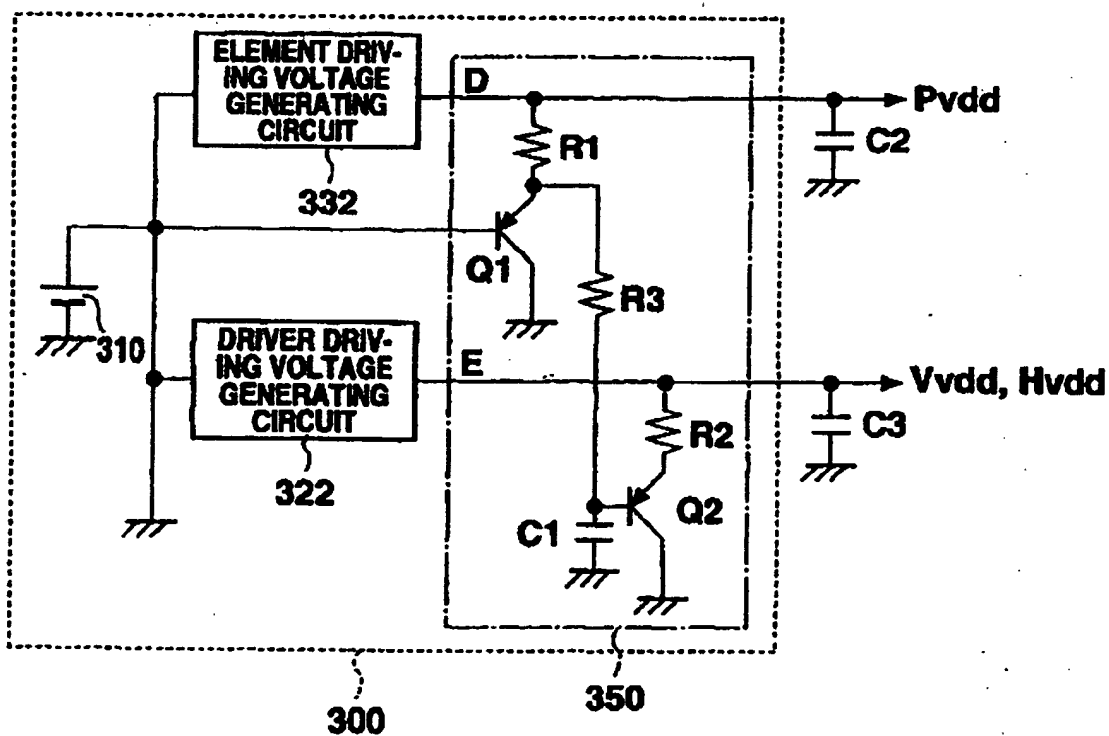 ELEMENT DRIV-
ING VOLTAGE
GENERATING
CIRCUIT
D
Pvdd
R1
C2
332
Q1
R3
310
DRIVER DRIV-
ING VOLTAGE
GENERATING
CIRCUIT
E
Vvdd, Hvdd
R2
C3
322
C1
Q2
300
350